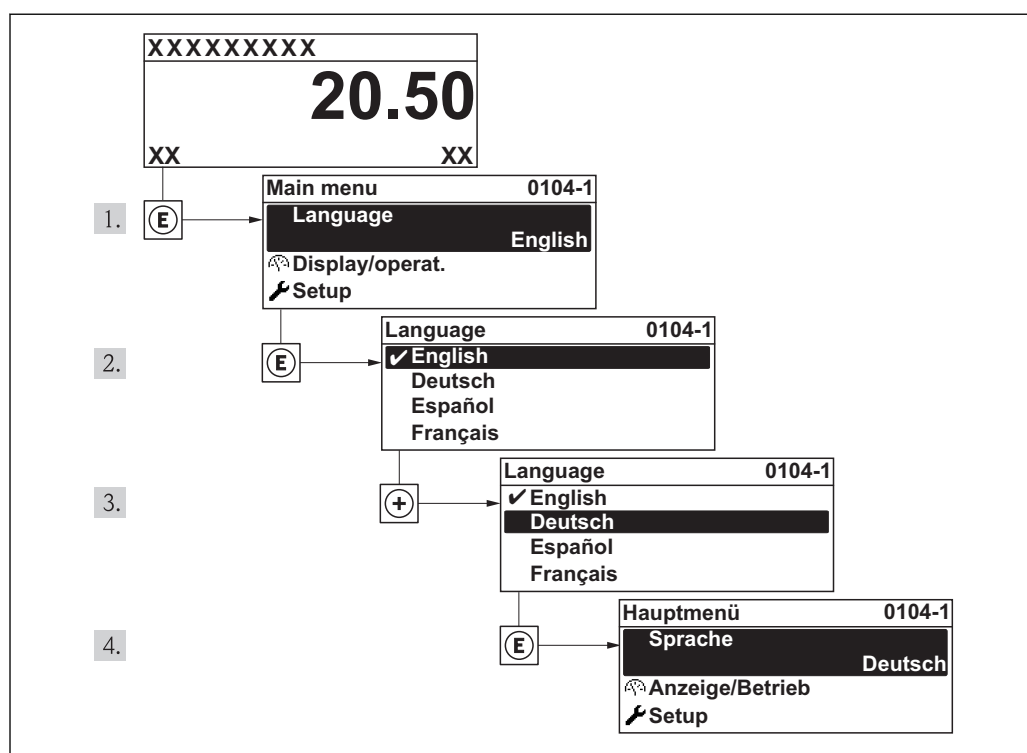 XXXXXXXXX
20.50
XX XX
1. E
Main menu 0104-1
Language
English
Display/operat.
Setup
2. E
Language 0104-1
✔English
Deutsch
Español
Français
3. +
Language 0104-1
✔English
Deutsch
Español
Français
4. E
Hauptmenü 0104-1
Sprache
Deutsch
Anzeige/Betrieb
Setup